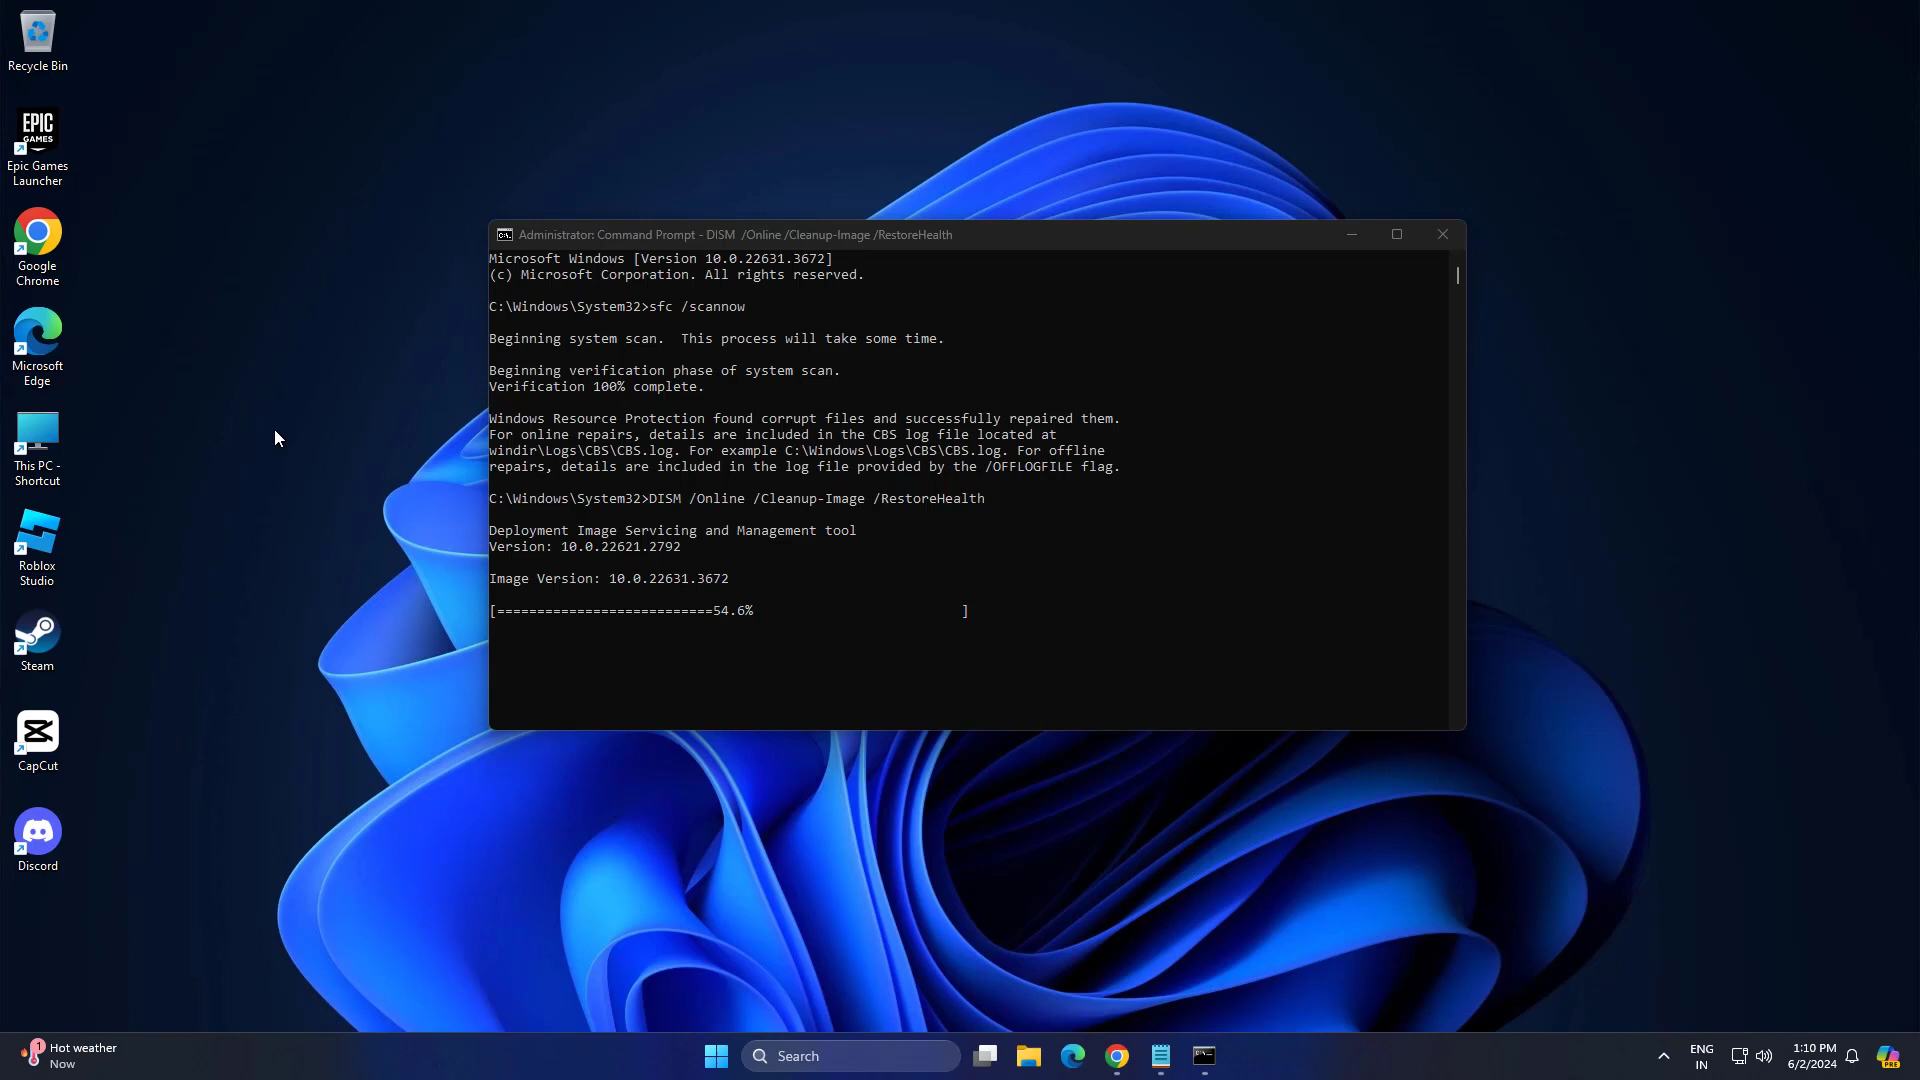 Recycle Bin
EPIC
GAMES
Epic Games
Launcher
Google
Chrome
Microsoft
Edge
This PC -
Shortcut
Roblox
Studio
Steam
CapCut
Discord
Administrator: Command Prompt - DISM  /Online /Cleanup-Image /RestoreHealth
Microsoft Windows [Version 10.0.22631.3672]
(c) Microsoft Corporation. All rights reserved.
C:\Windows\System32>sfc /scannow
Beginning system scan.  This process will take some time.
Beginning verification phase of system scan.
Verification 100% complete.
Windows Resource Protection found corrupt files and successfully repaired them.
For online repairs, details are included in the CBS log file located at
windir\Logs\CBS\CBS.log. For example C:\Windows\Logs\CBS\CBS.log. For offline
repairs, details are included in the log file provided by the /OFFLOGFILE flag.
C:\Windows\System32>DISM /Online /Cleanup-Image /RestoreHealth
Deployment Image Servicing and Management tool
Version: 10.0.22621.2792
Image Version: 10.0.22631.3672
[===========================54.6%                          ]
1
Hot weather
Now
Search
ENG
IN
1:10 PM
6/2/2024
PRE